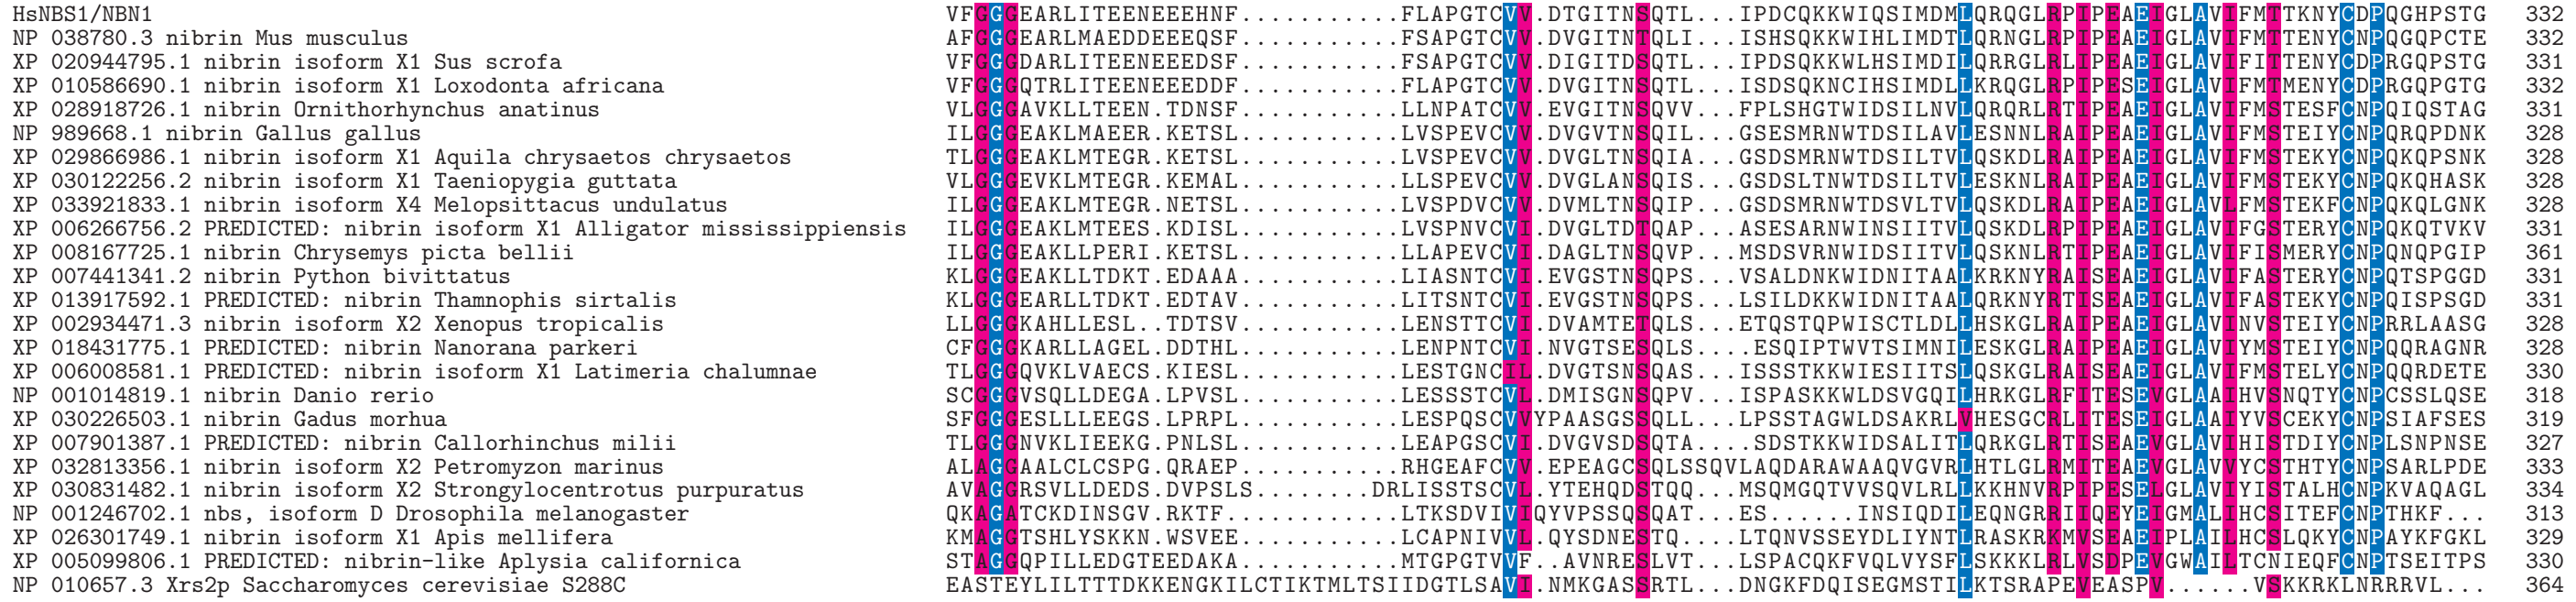 HsNBS1/NBN1 VFGGGEARLITEENEEEHNF...........FLAPGTCVV.DTGITNSQTL...IPDCQKKWIQSIMDMLQRQGLRPIPEAEIGLAVIFMTTKNYCDPQGHPSTG 332
NP 038780.3 nibrin Mus musculus AFGGGEARLMAEDDEEEQSF...........FSAPGTCVV.DVGITNTQLI...ISHSQKKWIHLIMDTLQRNGLRPIPEAEIGLAVIFMTTENYCNPQGQPCTE 332
XP 020944795.1 nibrin isoform X1 Sus scrofa VFGGGDARLITEENEEEDSF...........FSAPGTCVV.DIGITDSQTL...IPDSQKKWLHSIMDILQRRGLRLIPEAEIGLAVIFITTENYCDPRGQPSTG 331
XP 010586690.1 nibrin isoform X1 Loxodonta africana VFGGGQTRLITEENEEEDDF...........FLAPGTCVV.DVGITNSQTL...ISDSQKNCIHSIMDLLKRQGLRPIPESEIGLAVIFMTMENYCDPRGQPGTG 332
XP 028918726.1 nibrin Ornithorhynchus anatinus VLGGGAVKLLTEEN.TDNSF...........LLNPATCVV.EVGITNSQVV...FPLSHGTWIDSILNVLQRQRLRTIPEAEIGLAVIFMSTESFCNPQIQSTAG 331
NP 989668.1 nibrin Gallus gallus ILGGGEAKLMAEER.KETSL...........LVSPEVCVV.DVGVTNSQIL...GSESMRNWTDSILAVLESNNLRAIPEAEIGLAVIFMSTEIYCNPQRQPDNK 328
XP 029866986.1 nibrin isoform X1 Aquila chrysaetos chrysaetos TLGGGEAKLMTEGR.KETSL...........LVSPEVCVV.DVGLTNSQIA...GSDSMRNWTDSILTVLQSKDLRAIPEAEIGLAVIFMSTEKYCNPQKQPSNK 328
XP 030122256.2 nibrin isoform X1 Taeniopygia guttata VLGGGEVKLMTEGR.KEMAL...........LLSPEVCVV.DVGLANSQIS...GSDSLTNWTDSILTVLESKNLRAIPEAEIGLAVIFMSTEKYCNPQKQHASK 328
XP 033921833.1 nibrin isoform X4 Melopsittacus undulatus ILGGGEAKLMTEGR.NETSL...........LVSPDVCVV.DVMLTNSQIP...GSDSMRNWTDSVLTVLQSKDLRAIPEAEIGLAVLFMSTEKFCNPQKQLGNK 328
XP 006266756.2 PREDICTED: nibrin isoform X1 Alligator mississippiensis ILGGGEAKLMTEES.KDISL...........LVSPNVCVI.DVGLTDTQAP...ASESARNWINSIITVLQSKDLRPIPEAEIGLAVIFGSTERYCNPQKQTVKV 331
XP 008167725.1 nibrin Chrysemys picta bellii ILGGGEAKLLPERI.KETSL...........LLAPEVCVI.DAGLTNSQVP...MSDSVRNWTDSIITVLQSKNLRTIPEAEIGLAVIFISMERYCNPQNQPGIP 361
XP 007441341.2 nibrin Python bivittatus KLGGGEAKLLTDKT.EDAAA...........LIASNTCVI.EVGSTNSQPS...VSALDNKWIDNITAALKRKNYRAISEAEIGLAVIFASTERYCNPQTSPGGD 331
XP 013917592.1 PREDICTED: nibrin Thamnophis sirtalis KLGGGEARLLTDKT.EDTAV...........LITSNTCVI.EVGSTNSQPS...LSILDKKWIDNITAALQRKNYRTISEAEIGLAVIFASTEKYCNPQISPSGD 331
XP 002934471.3 nibrin isoform X2 Xenopus tropicalis LLGGGKAHLLESL..TDTSV...........LENSTTCVI.DVAMTETQLS...ETQSTQPWISCTLDLLHSKGLRAIPEAEIGLAVINVSTEIYCNPRRLAASG 328
XP 018431775.1 PREDICTED: nibrin Nanorana parkeri CFGGGKARLLAGEL.DDTHL...........LENPNTCVI.NVGTSESQLS....ESQIPTWVTSIMNILESKGLRAISEAEIGLAVIYMSTEIYCNPQQRAGNR 328
XP 006008581.1 PREDICTED: nibrin isoform X1 Latimeria chalumnae TLGGGQVKLVAECS.KIESL...........LESTGNCIL.DVGTSNSQAS...ISSSTKKWIESIITSLQSKGLRAISEAEIGLAVIFMSTELYCNPQQRDETE 330
NP 001014819.1 nibrin Danio rerio SCGGGVSQLLDEGA.LPVSL...........LESSSTCVL.DMISGNSQPV...ISPASKKWLDSVGQILHRKGLRFITESEVGLAAIHVSNQTYCNPCSSLQSE 318
XP 030226503.1 nibrin Gadus morhua SFGGGESLLLEEGS.LPRPL...........LESPQSCVVYPAASGSSQLL...LPSSTAGWLDSAKRLVHESGCRLITESEIGLAAIYVSCEKYCNPSIAFSES 319
XP 007901387.1 PREDICTED: nibrin Callorhinchus milii TLGGGNVKLIEEKG.PNLSL...........LEAPGSCVI.DVGVSDSQTA....SDSTKKWIDSALITLQRKGLRTISEAEVGLAVIHISTDIYCNPLSNPNSE 327
XP 032813356.1 nibrin isoform X2 Petromyzon marinus ALAGGAALCLCSPG.QRAEP...........RHGEAFCVV.EPEAGCSQLSSQVLAQDARAWAAQVGVRLHTLGLRMITEAEVGLAVVYCSTHTYCNPSARLPDE 333
XP 030831482.1 nibrin isoform X2 Strongylocentrotus purpuratus AVAGGRSVLLDEDS.DVPSLS........DRLISSTSCVL.YTEHQDSTQQ...MSQMGQTVVSQVLRLLKKHNVRPIPESELGLAVIYISTALHCNPKVAQAGL 334
NP 001246702.1 nbs, isoform D Drosophila melanogaster QKAGATCKDINSGV.RKTF............LTKSDVIVIQYVPSSQSQAT...ES......INSIQDILEQNGRRIIQEYEIGMALIHCSITEFCNPTHKF... 313
XP 026301749.1 nibrin isoform X1 Apis mellifera KMAGGTSHLYSKKN.WSVEE...........LCAPNIVVL.QYSDNESTQ....LTQNVSSEYDLIYNTLRASKRKMVSEAEIPLAILHCSLQKYCNPAYKFGKL 329
XP 005099806.1 PREDICTED: nibrin-like Aplysia californica STAGGQPILLEDGTEEDAKA...........MTGPGTVVF..AVNRESLVT...LSPACQKFVQLVYSFLSKKKLRLVSDPEVGWAILTCNIEQFCNPTSEITPS 330
NP 010657.3 Xrs2p Saccharomyces cerevisiae S288C EASTEYLILTTTDKKENGKILCTIKTMLTSIIDGTLSAVI.NMKGASSRTL...DNGKFDQISEGMSTILKTSRAPEVEASPV......VSKKRKLNRRRVL... 364